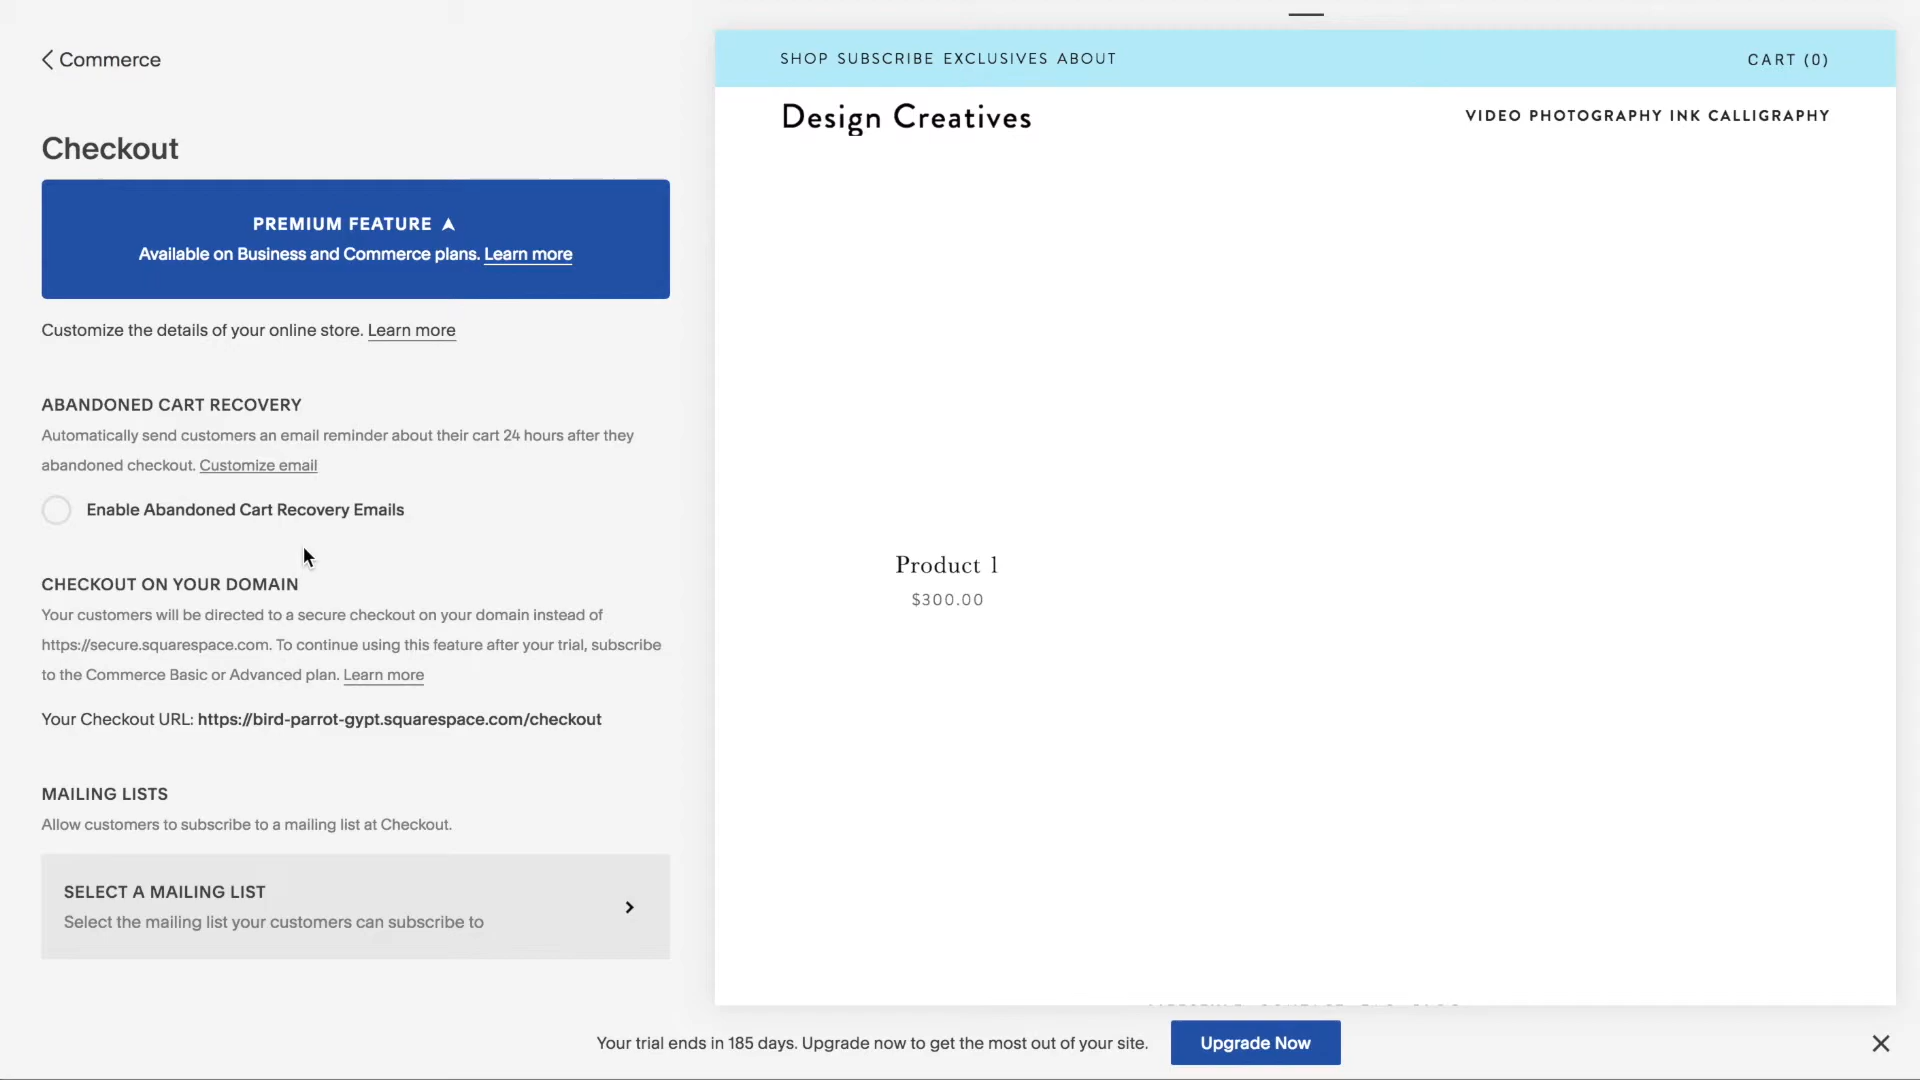 Commerce
Checkout
PREMIUM FEATURE
Available on Business and Commerce plans. Learn more
Customize the details of your online store. Learn more
ABANDONED CART RECOVERY
Automatically send customers an email reminder about their cart 24 hours after they
abandoned checkout. Customize email
Enable Abandoned Cart Recovery Emails
CHECKOUT ON YOUR DOMAIN
Your customers will be directed to a secure checkout on your domain instead of
https://secure.squarespace.com. To continue using this feature after your trial, subscribe
to the Commerce Basic or Advanced plan. Learn more
Your Checkout URL: https://bird-parrot-gypt.squarespace.com/checkout
MAILING LISTS
Allow customers to subscribe to a mailing list at Checkout.
SELECT A MAILING LIST
Select the mailing list your customers can subscribe to
SHOP SUBSCRIBE EXCLUSIVES ABOUT
CART (0)
Design Creatives
VIDEO PHOTOGRAPHY INK CALLIGRAPHY
Product 1
$300.00
Your trial ends in 185 days. Upgrade now to get the most out of your site.
Upgrade Now